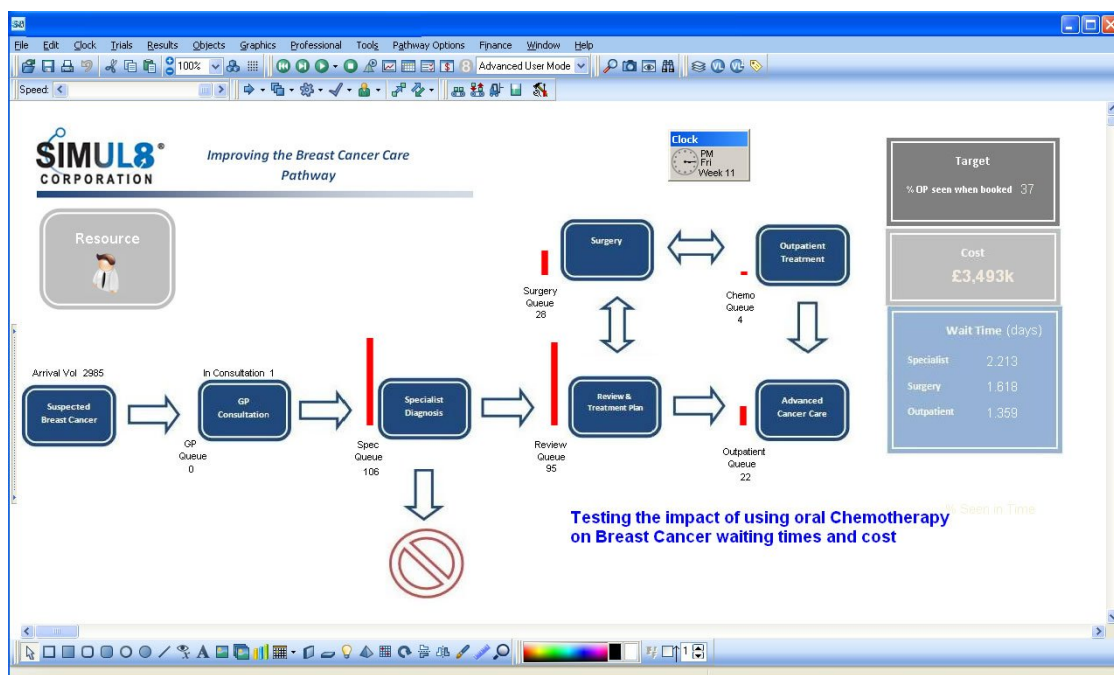 S8
File Edit Clock Trials Results Objects Graphics Professional Tools Pathway Options Finance Window Help
100%
Advanced User Mode
Speed:
SIMUL8®
CORPORATION
Improving the Breast Cancer Care
Pathway
Clock
PM
Fri
Week 11
Target
% OP seen when booked 37
Resource
Cost
£3,493k
Surgery
Outpatient
Treatment
Surgery
Queue
28
Chemo
Queue
4
Wait Time (days)
Specialist 2.213
Surgery 1.618
Outpatient 1.359
Arrival Vol 2985
In Consultation 1
Suspected
Breast Cancer
GP
Consultation
Specialist
Diagnosis
Review &
Treatment Plan
Advanced
Cancer Care
GP
Queue
0
Spec
Queue
106
Review
Queue
95
Outpatient
Queue
22
% Seen in Time
Testing the impact of using oral Chemotherapy
on Breast Cancer waiting times and cost
1